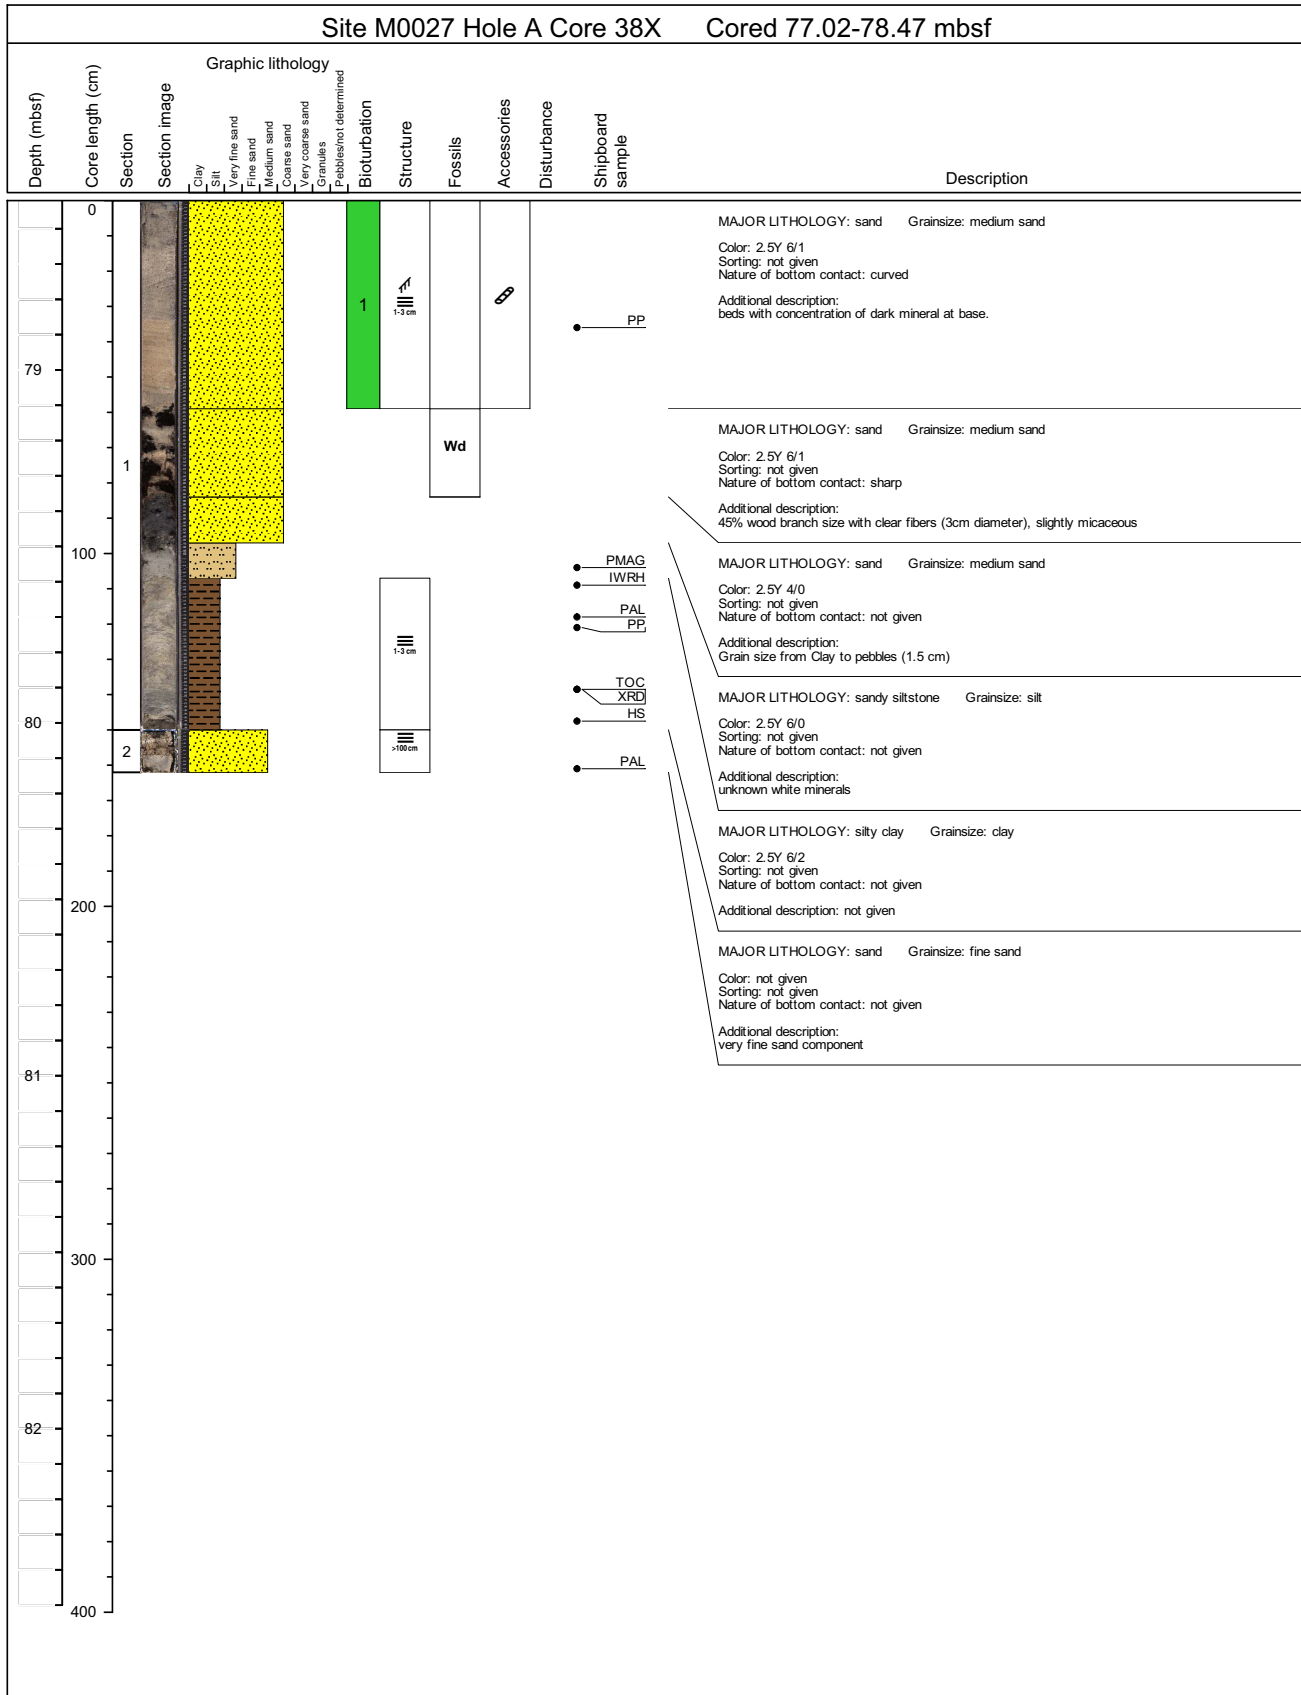 Site M0027 Hole A Core 38X Cored 77.02-78.47 mbsf
Depth (mbsf)
Core length (cm)
Section
Section image
Graphic lithology
Clay
Silt
Very fine sand
Fine sand
Medium sand
Coarse sand
Very coarse sand
Granules
Pebbles/not determined
Bioturbation
Structure
Fossils
Accessories
Disturbance
Shipboard
sample
Description
0
100
200
300
400
79
80
81
82
1
2
1
1-3 cm
Wd
1-3 cm
>100cm
PP
PMAG
IWRH
PAL
PP
TOC
XRD
HS
PAL
MAJOR LITHOLOGY: sand Grainsize: medium sand
Color: 2.5Y 6/1
Sorting: not given
Nature of bottom contact: curved
Additional description:
beds with concentration of dark mineral at base.
MAJOR LITHOLOGY: sand Grainsize: medium sand
Color: 2.5Y 6/1
Sorting: not given
Nature of bottom contact: sharp
Additional description:
45% wood branch size with clear fibers (3cm diameter), slightly micaceous
MAJOR LITHOLOGY: sand Grainsize: medium sand
Color: 2.5Y 4/0
Sorting: not given
Nature of bottom contact: not given
Additional description:
Grain size from Clay to pebbles (1.5 cm)
MAJOR LITHOLOGY: sandy siltstone Grainsize: silt
Color: 2.5Y 6/0
Sorting: not given
Nature of bottom contact: not given
Additional description:
unknown white minerals
MAJOR LITHOLOGY: silty clay Grainsize: clay
Color: 2.5Y 6/2
Sorting: not given
Nature of bottom contact: not given
Additional description: not given
MAJOR LITHOLOGY: sand Grainsize: fine sand
Color: not given
Sorting: not given
Nature of bottom contact: not given
Additional description:
very fine sand component